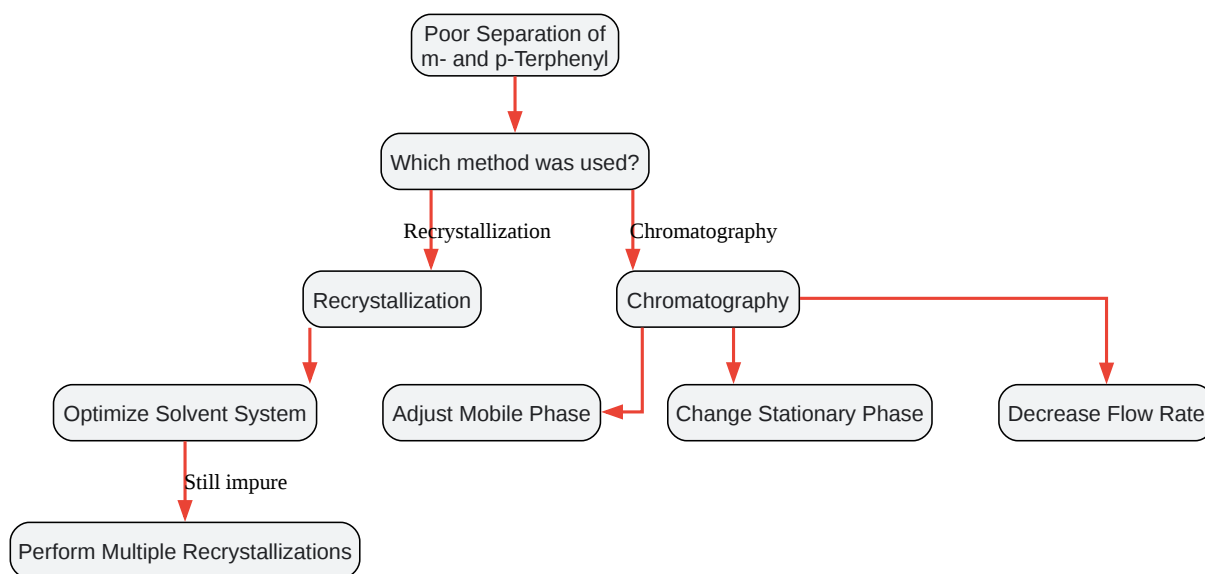 Poor Separation of
m- and p-Terphenyl
Which method was used?
Recrystallization
Chromatography
Recrystallization
Chromatography
Optimize Solvent System
Adjust Mobile Phase
Change Stationary Phase
Decrease Flow Rate
Still impure
Perform Multiple Recrystallizations